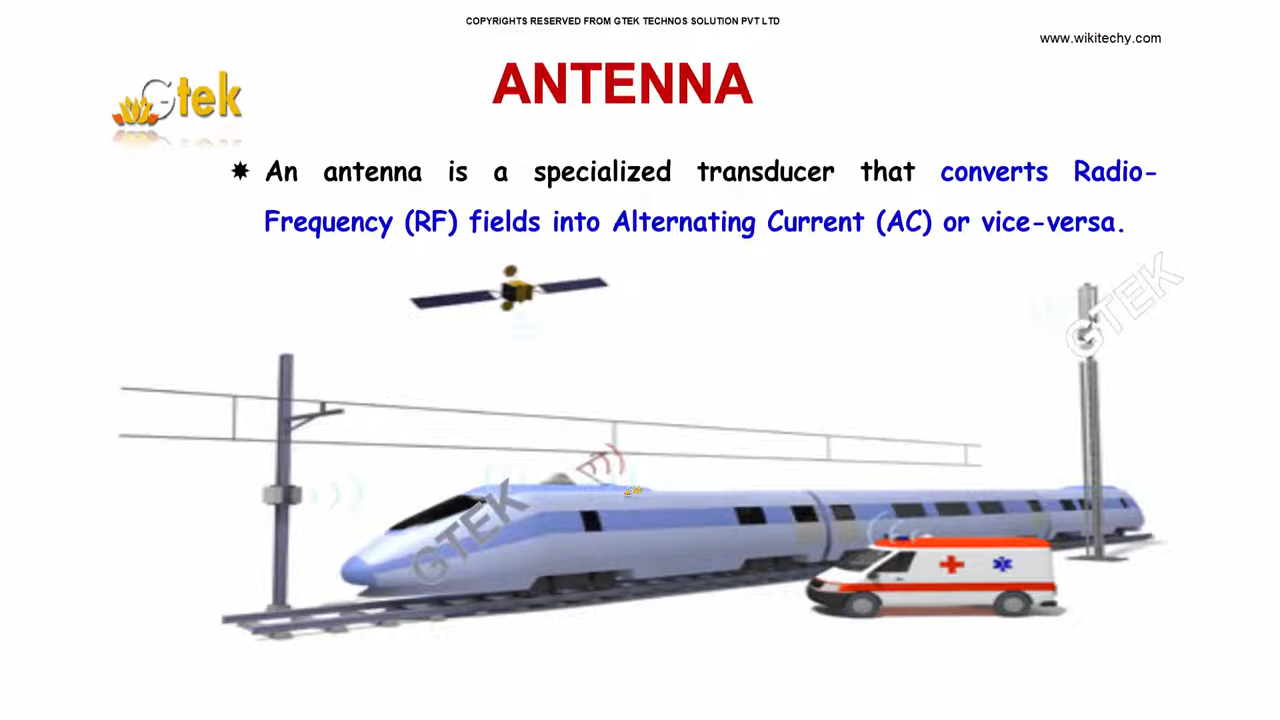 COPYRIGHTS RESERVED FROM GTEK TECHNOS SOLUTION PVT LTD
www.wikitechy.com
Gtek
ANTENNA
✷ An antenna is a specialized transducer that converts Radio-
Frequency (RF) fields into Alternating Current (AC) or vice-versa.
GTEK
GTEK